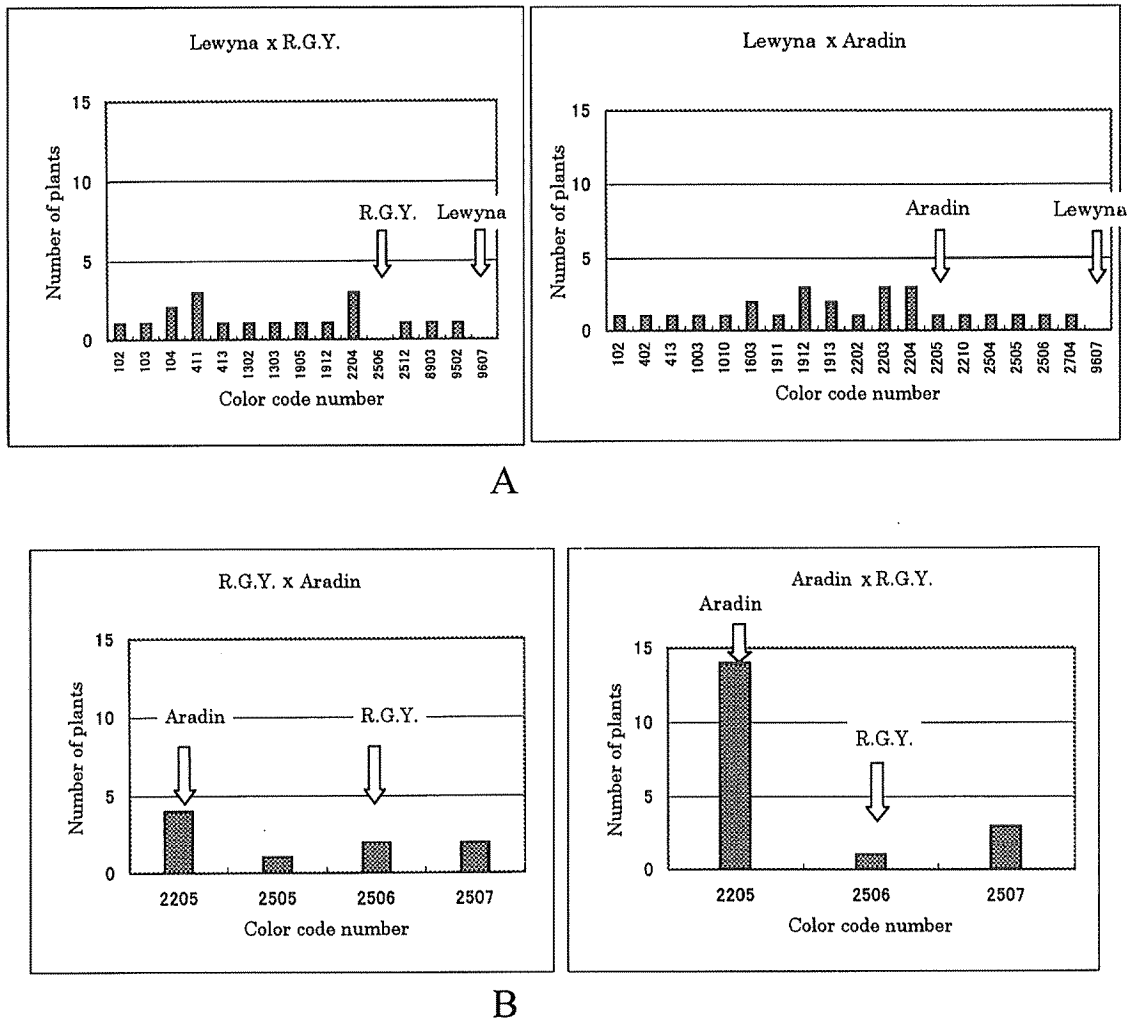 Lewyna x R.G.Y.
15
10
5
0
Number of plants
R.G.Y. Lewyna
102 103 104 411 413 1302 1303 1905 1912 2204 2506 2512 8903 9502 9607
Color code number
Lewyna x Aradin
15
10
5
0
Number of plants
Aradin Lewyna
102 402 413 1003 1010 1603 1911 1912 1913 2202 2203 2204 2205 2210 2504 2505 2506 2704 9607
Color code number
A
R.G.Y. x Aradin
15
10
5
0
Number of plants
Aradin R.G.Y.
2205 2505 2506 2507
Color code number
Aradin x R.G.Y.
Aradin
15
10
5
0
Number of plants
R.G.Y.
2205 2506 2507
Color code number
B